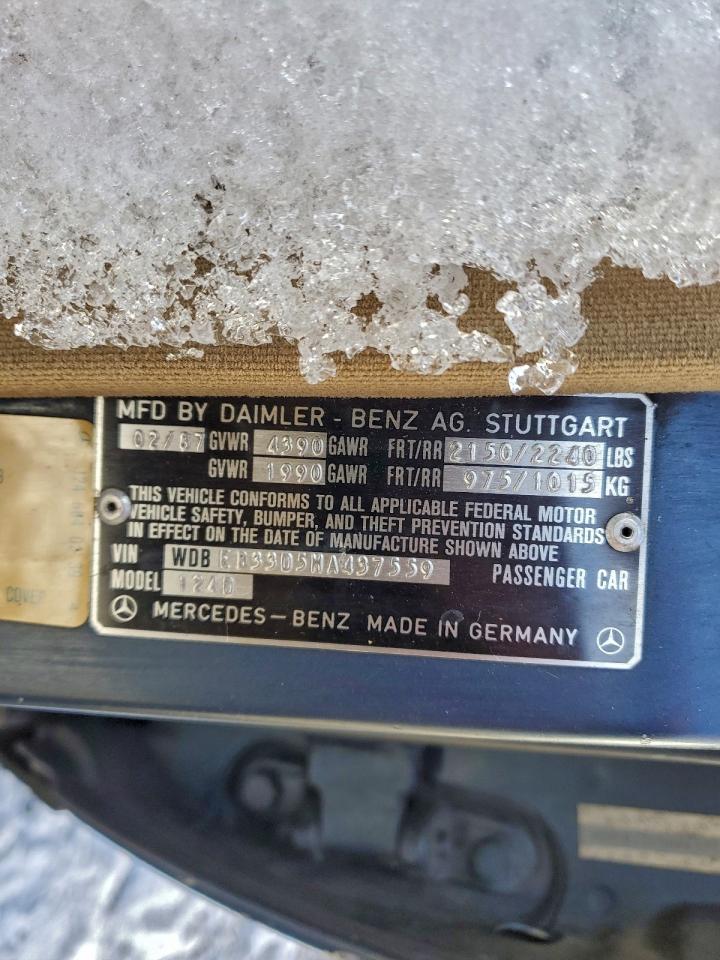 MFD BY DAIMLER - BENZ AG. STUTTGART
02/87 GVWR 4390 GAWR FRT/RR 2150/2240 LBS
GVWR 1990 GAWR FRT/RR 975/1015 KG
THIS VEHICLE CONFORMS TO ALL APPLICABLE FEDERAL MOTOR
VEHICLE SAFETY, BUMPER, AND THEFT PREVENTION STANDARDS
IN EFFECT ON THE DATE OF MANUFACTURE SHOWN ABOVE
VIN WDB EB3305MA437559 PASSENGER CAR
MODEL 124D
MERCEDES-BENZ MADE IN GERMANY
COVER